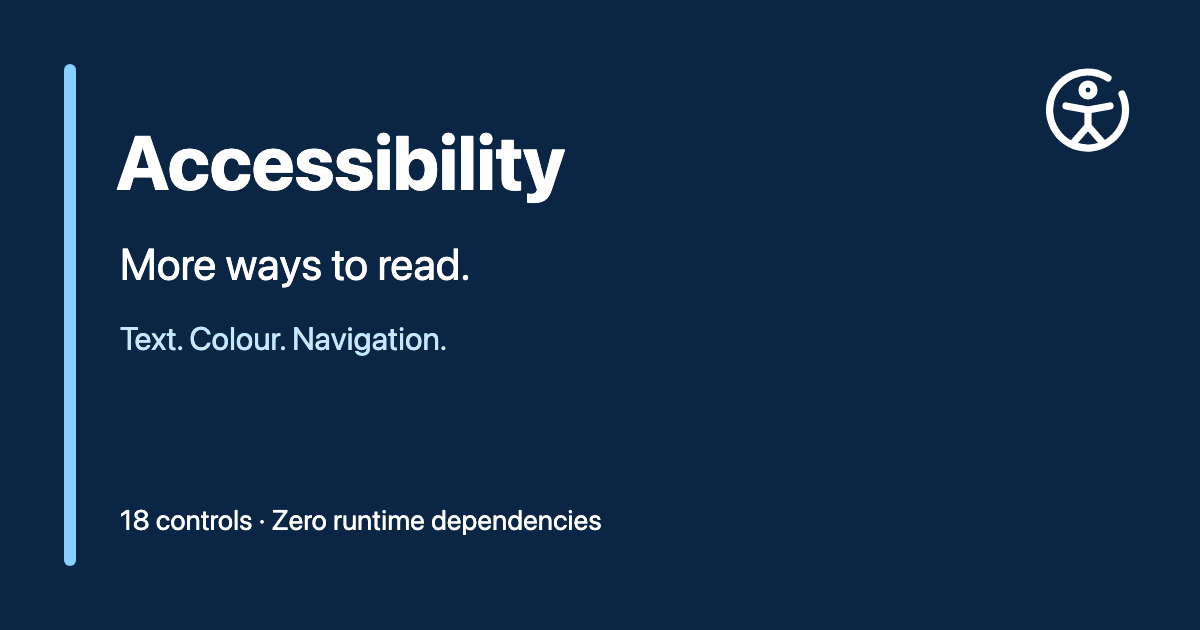 Accessibility
More ways to read.
Text. Colour. Navigation.
18 controls · Zero runtime dependencies